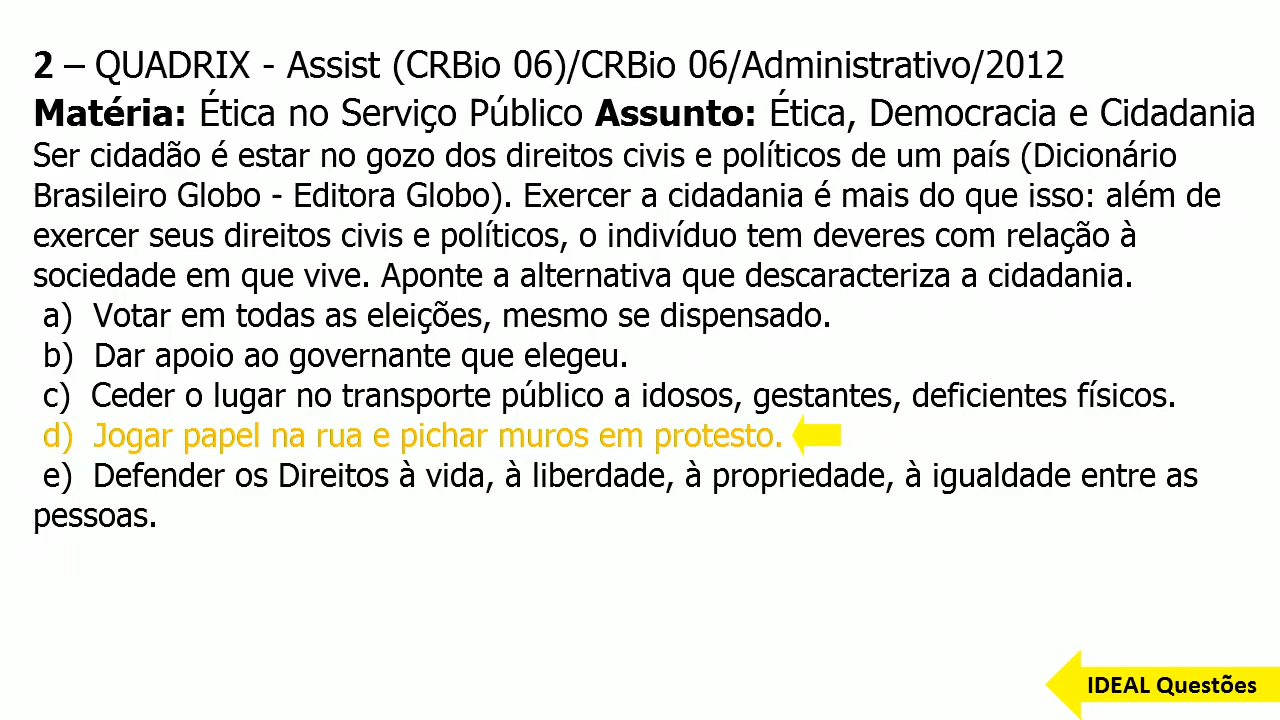 2 – QUADRIX - Assist (CRBio 06)/CRBio 06/Administrativo/2012
Matéria: Ética no Serviço Público Assunto: Ética, Democracia e Cidadania
Ser cidadão é estar no gozo dos direitos civis e políticos de um país (Dicionário
Brasileiro Globo - Editora Globo). Exercer a cidadania é mais do que isso: além de
exercer seus direitos civis e políticos, o indivíduo tem deveres com relação à
sociedade em que vive. Aponte a alternativa que descaracteriza a cidadania.
a) Votar em todas as eleições, mesmo se dispensado.
b) Dar apoio ao governante que elegeu.
c) Ceder o lugar no transporte público a idosos, gestantes, deficientes físicos.
d) Jogar papel na rua e pichar muros em protesto.
e) Defender os Direitos à vida, à liberdade, à propriedade, à igualdade entre as
pessoas.
IDEAL Questões